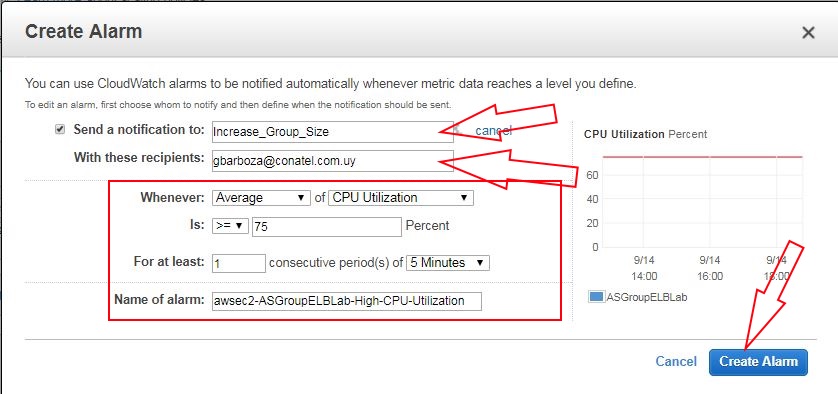 Create Alarm
You can use CloudWatch alarms to be notified automatically whenever metric data reaches a level you define.
To edit an alarm, first choose whom to notify and then define when the notification should be sent.
Send a notification to: Increase_Group_Size cancel
With these recipients: gbarboza@conatel.com.uy
Whenever: Average of CPU Utilization
Is: >= 75 Percent
For at least: 1 consecutive period(s) of 5 Minutes
Name of alarm: awsec2-ASGroupELBLab-High-CPU-Utilization
CPU Utilization Percent
60
40
20
0
9/14 9/14 9/14
14:00 16:00 18:00
ASGroupELBLab
Cancel Create Alarm